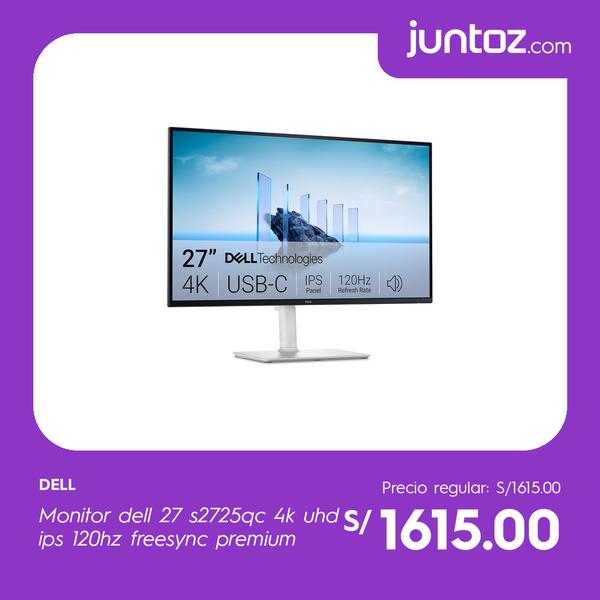 juntoz.com
27" DELLTechnologies
4K USB-C IPS Panel 120Hz Refresh Rate
DELL
DELL
Monitor dell 27 s2725qc 4k uhd
ips 120hz freesync premium
Precio regular: S/1615.00
S/ 1615.00